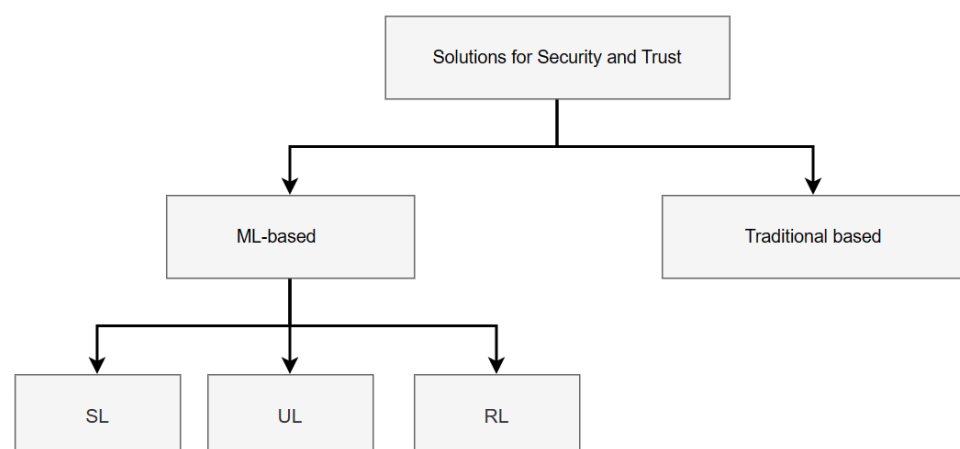 Solutions for Security and Trust
ML-based
Traditional based
SL
UL
RL